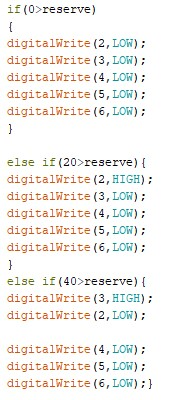 if(0>reserve)
{
digitalWrite(2,LOW);
digitalWrite(3,LOW);
digitalWrite(4,LOW);
digitalWrite(5,LOW);
digitalWrite(6,LOW);
}
else if(20>reserve){
digitalWrite(2,HIGH);
digitalWrite(3,LOW);
digitalWrite(4,LOW);
digitalWrite(5,LOW);
digitalWrite(6,LOW);
}
else if(40>reserve){
digitalWrite(3,HIGH);
digitalWrite(2,LOW);
digitalWrite(4,LOW);
digitalWrite(5,LOW);
digitalWrite(6,LOW);}